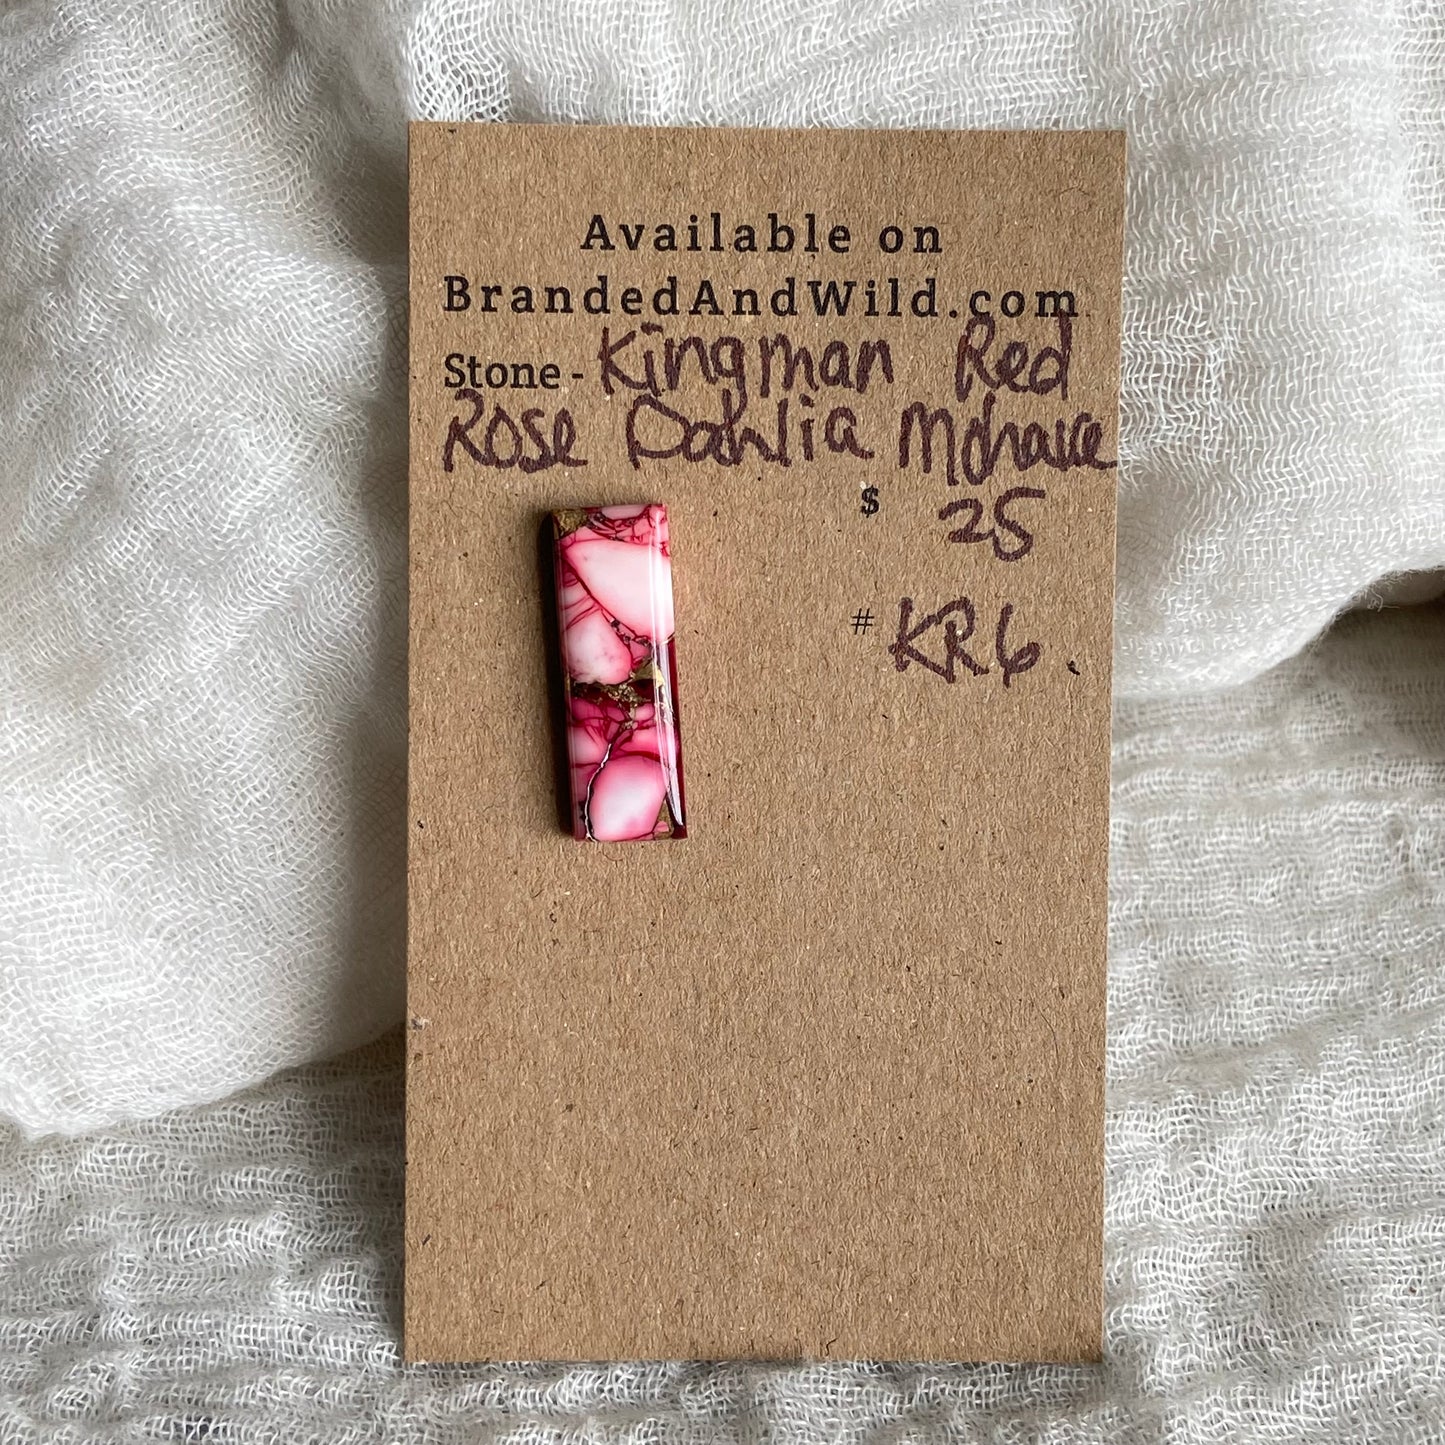 Available on
BrandedAndWild.com
Stone - Kingman Red
Rose Dahlia Mohave
$ 25
# KR6